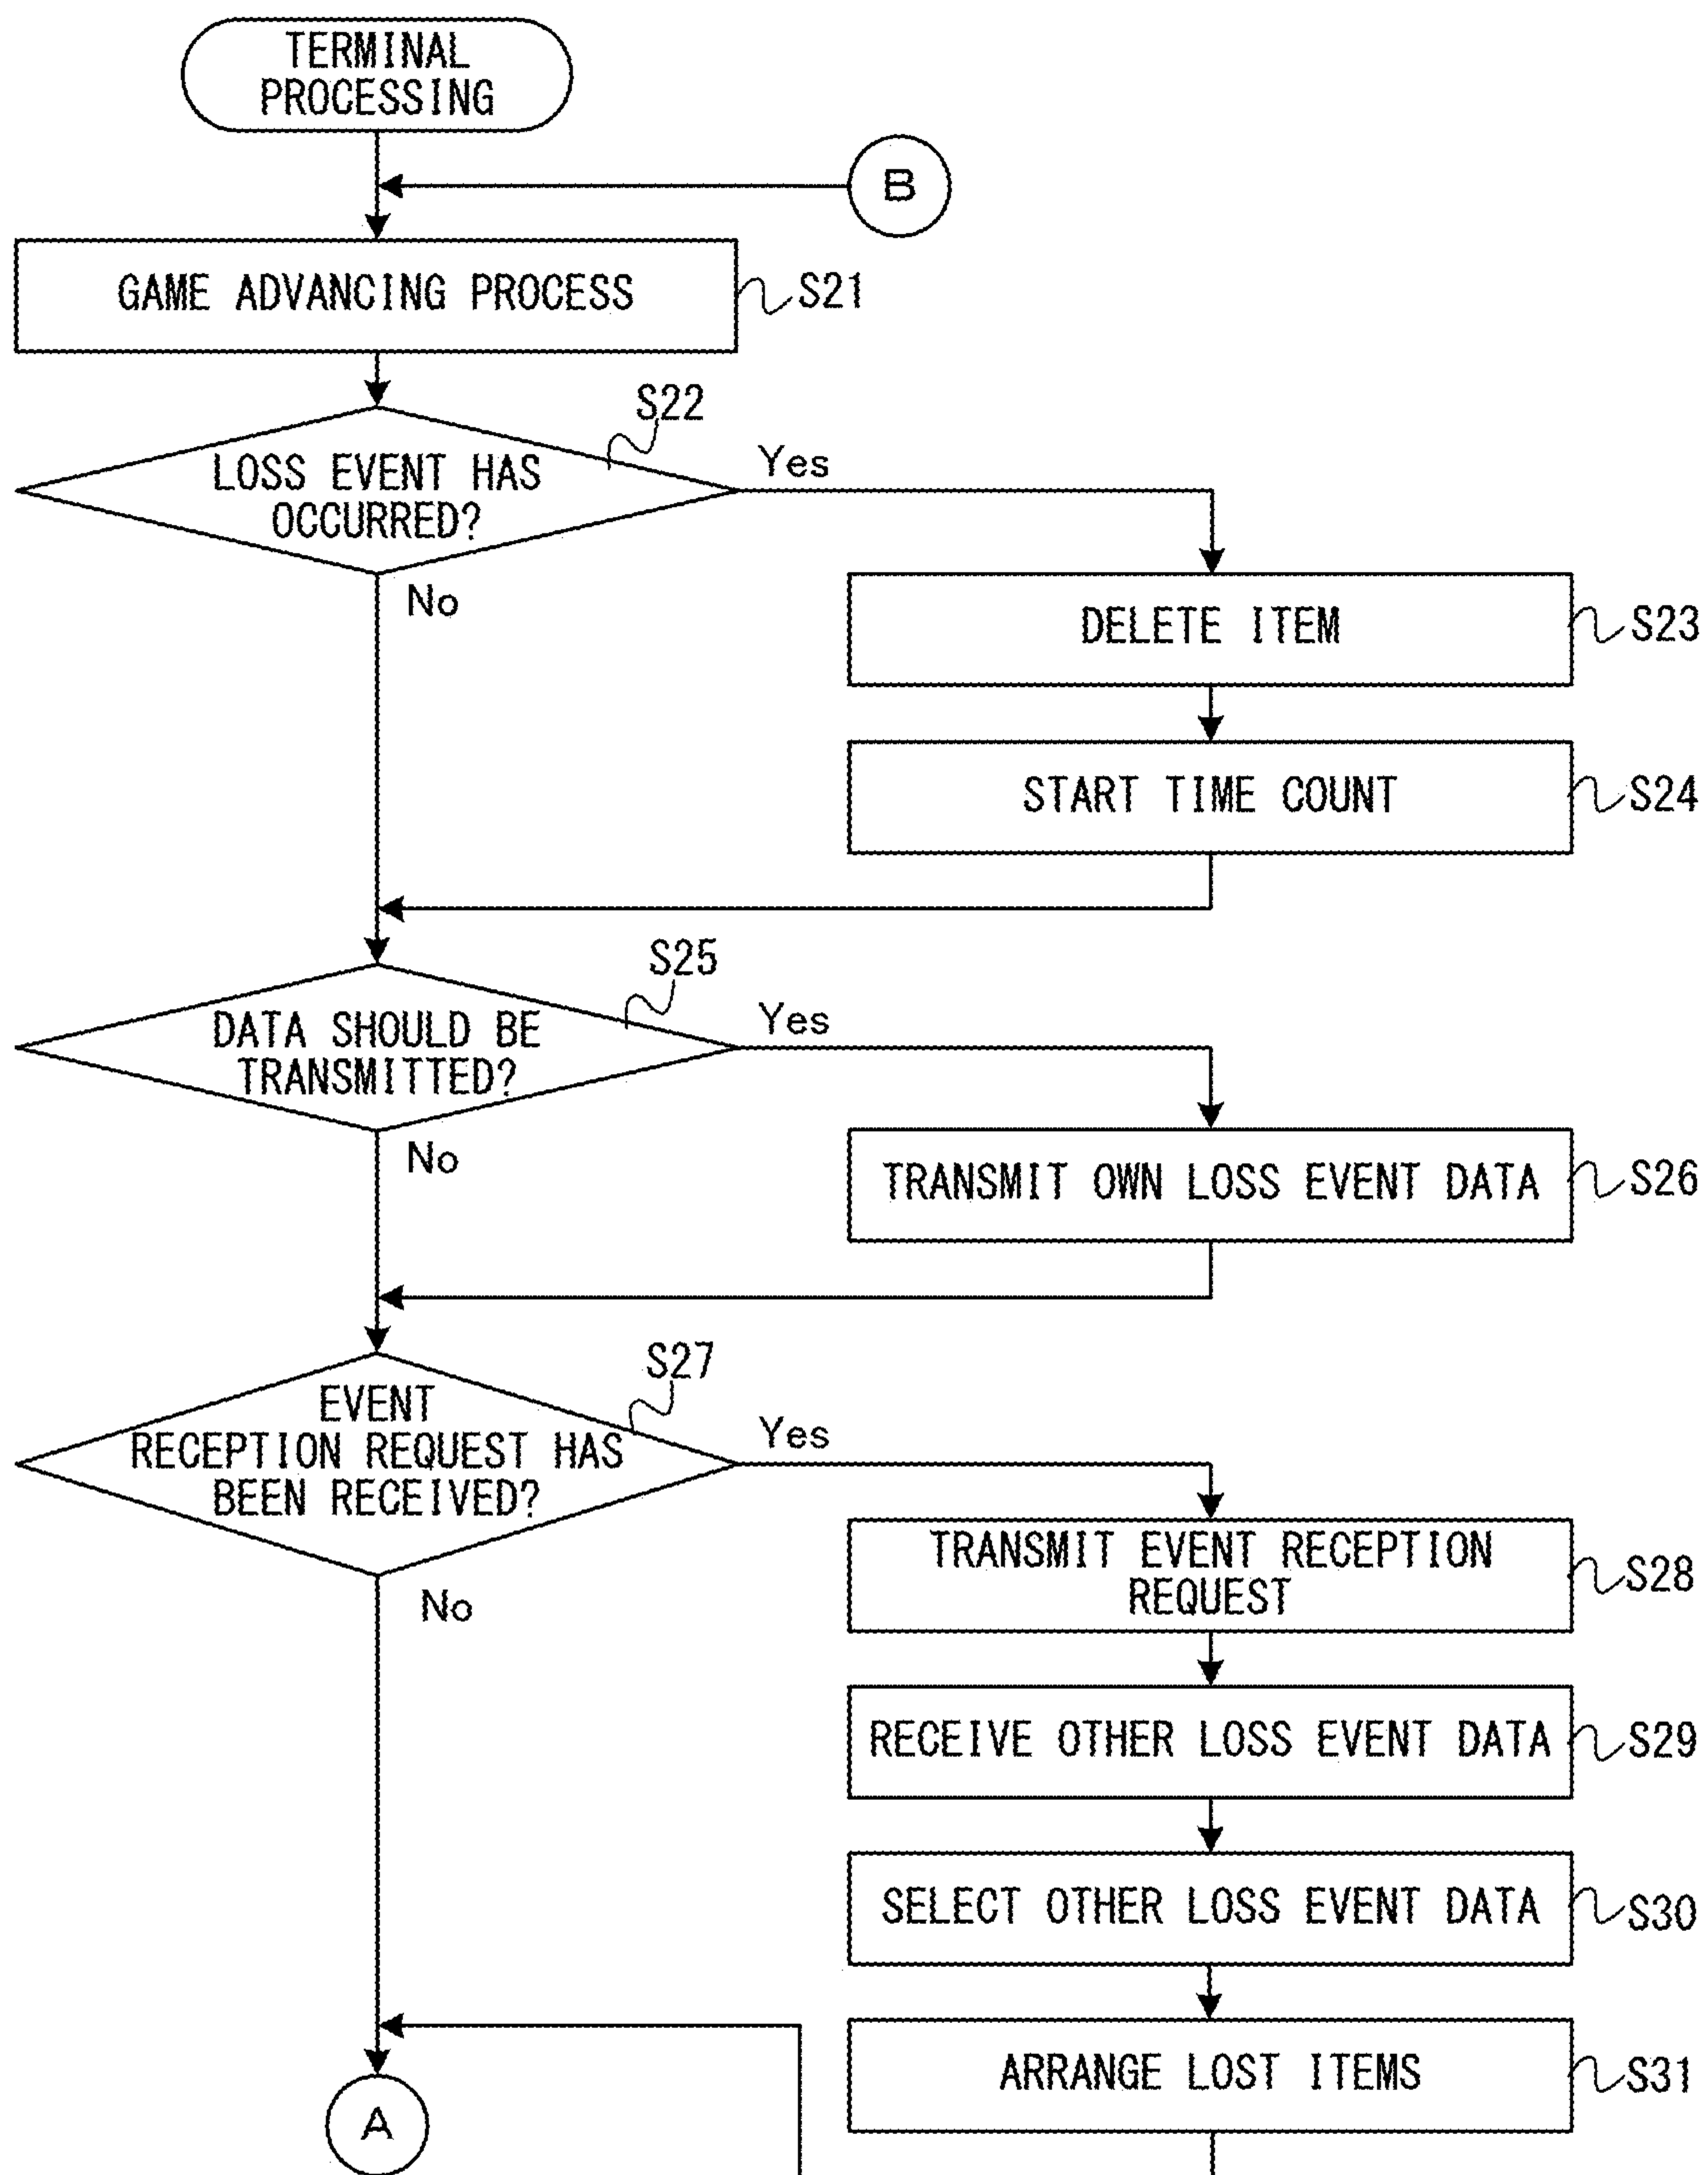 TERMINAL
PROCESSING
B
GAME ADVANCING PROCESS
S21
S22
LOSS EVENT HAS
OCCURRED?
Yes
No
DELETE ITEM
S23
START TIME COUNT
S24
S25
DATA SHOULD BE
TRANSMITTED?
Yes
No
TRANSMIT OWN LOSS EVENT DATA
S26
S27
EVENT
RECEPTION REQUEST HAS
BEEN RECEIVED?
Yes
No
TRANSMIT EVENT RECEPTION
REQUEST
S28
RECEIVE OTHER LOSS EVENT DATA
S29
SELECT OTHER LOSS EVENT DATA
S30
ARRANGE LOST ITEMS
S31
A